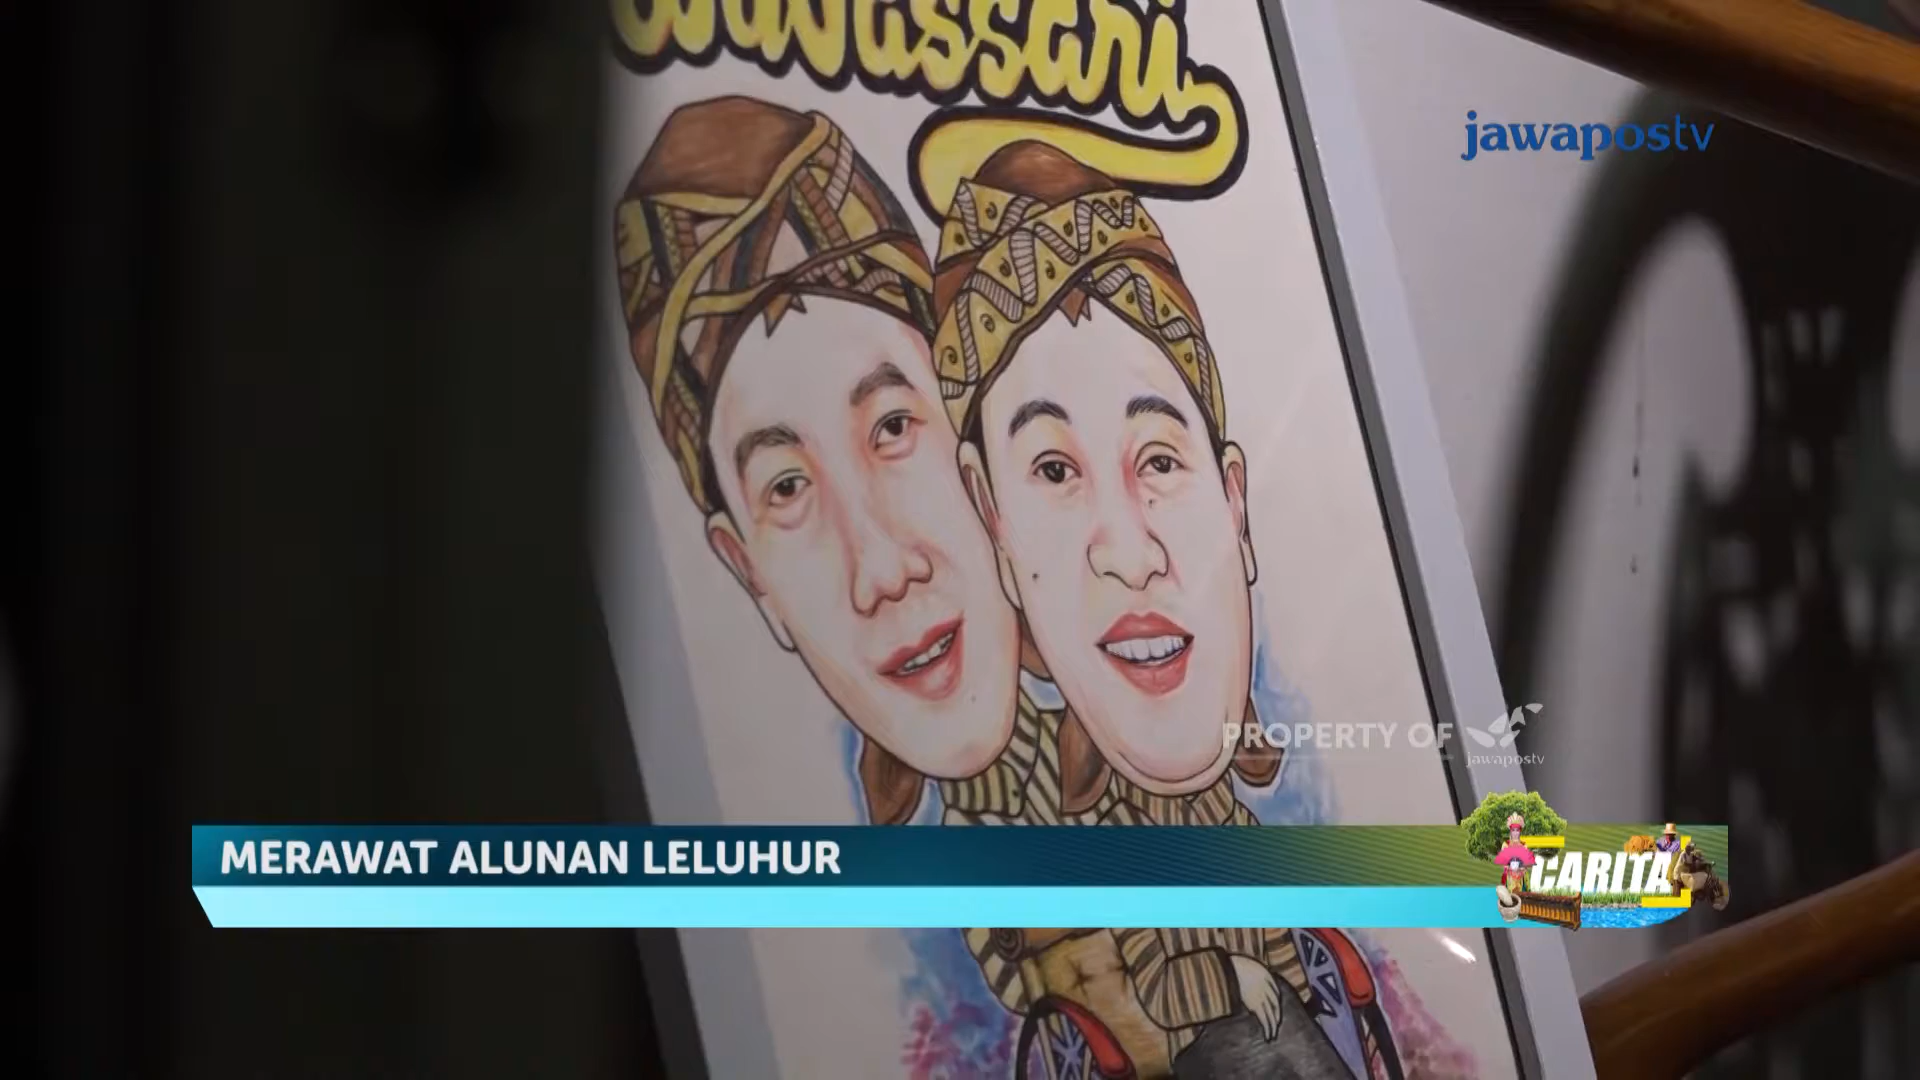 jawapostv
PROPERTY OF
jawapostv
MERAWAT ALUNAN LELUHUR
CARITA